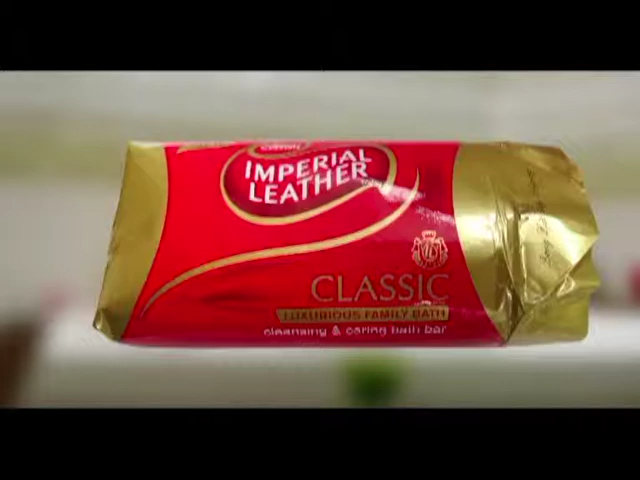 IMPERIAL
LEATHER
CLASSIC
LUXURIOUS FAMILY BATH
cleansing & caring bath bar